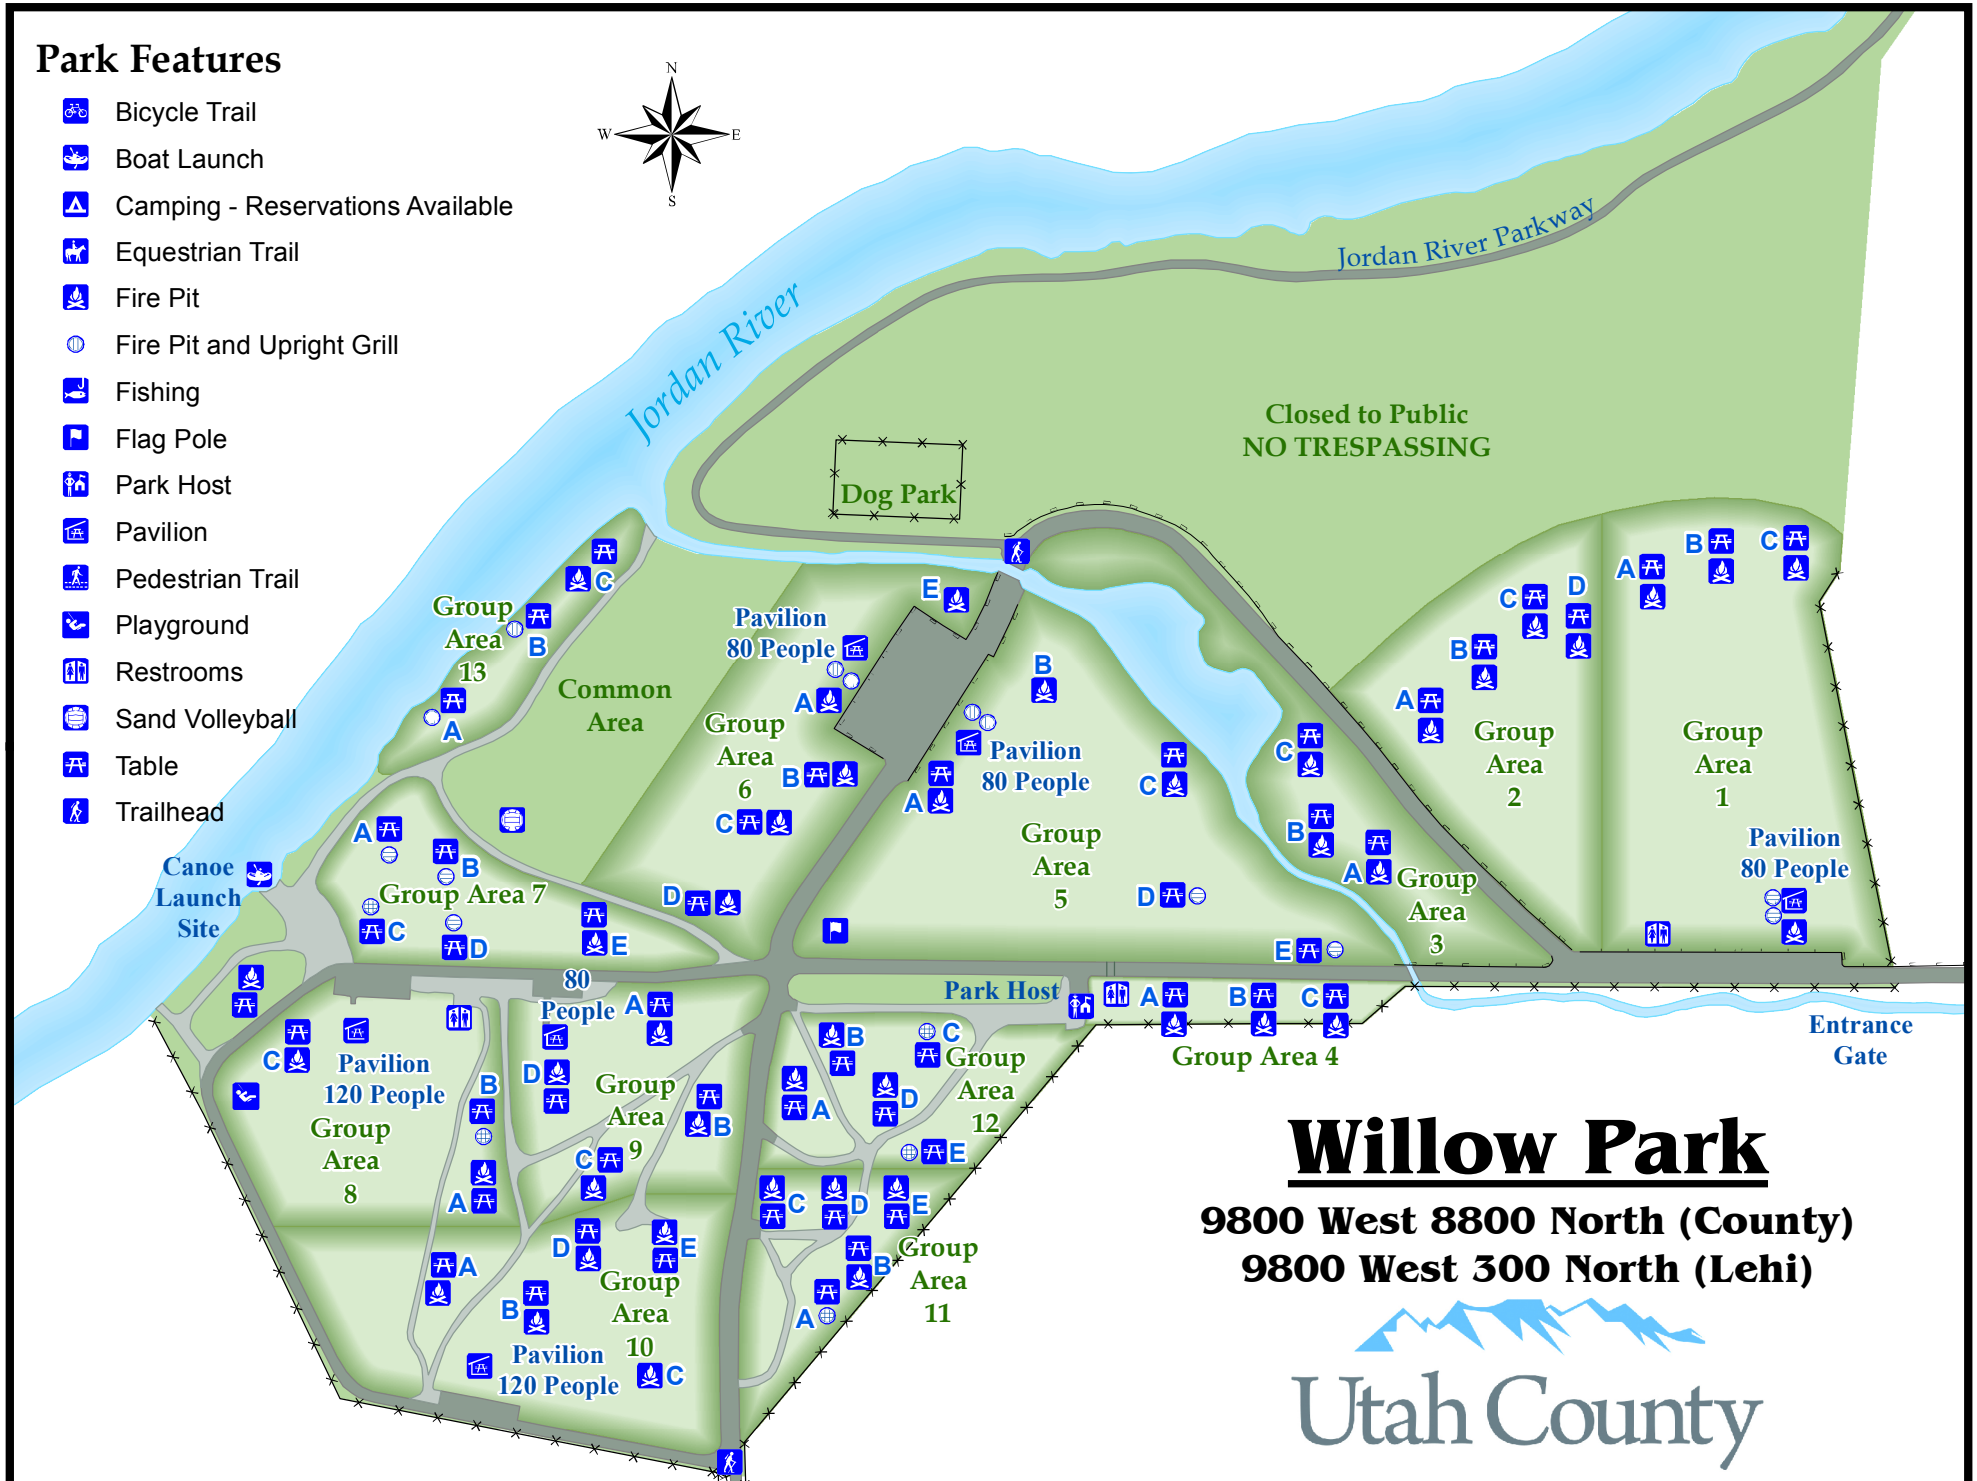 Park Features
Bicycle Trail
Boat Launch
Camping - Reservations Available
Equestrian Trail
Fire Pit
Fire Pit and Upright Grill
Fishing
Flag Pole
Park Host
Pavilion
Pedestrian Trail
Playground
Restrooms
Sand Volleyball
Table
Trailhead
N
W E
S
Jordan River
Jordan River Parkway
Closed to Public
NO TRESPASSING
Dog Park
Group
Area
13
C
B
A
Common
Area
Pavilion
80 People
E
A
Group
Area
6
B
C
D
B
Pavilion
80 People
A
C
Group
Area
5
D
E
C
B
A
Group
Area
3
D
C
B
A
Group
Area
2
A
B
C
Group
Area
1
Pavilion
80 People
Canoe
Launch
Site
A
B
Group Area 7
C
D
E
80
People
A
Park Host
A
B
C
Group Area 4
Entrance
Gate
C
Pavilion
120 People
Group
Area
8
B
A
D
Group
Area
9
B
C
B
C
Group
Area
12
A
D
E
C
D
E
B
Group
Area
11
A
A
D
E
Group
Area
10
B
Pavilion
120 People
C
Willow Park
9800 West 8800 North (County)
9800 West 300 North (Lehi)
Utah County